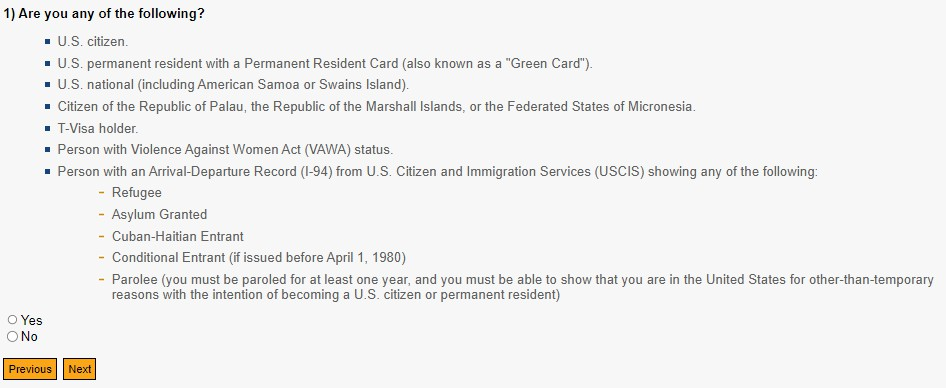 1) Are you any of the following?
U.S. citizen.
U.S. permanent resident with a Permanent Resident Card (also known as a "Green Card").
U.S. national (including American Samoa or Swains Island).
Citizen of the Republic of Palau, the Republic of the Marshall Islands, or the Federated States of Micronesia.
T-Visa holder.
Person with Violence Against Women Act (VAWA) status.
Person with an Arrival-Departure Record (I-94) from U.S. Citizen and Immigration Services (USCIS) showing any of the following:
Refugee
Asylum Granted
Cuban-Haitian Entrant
Conditional Entrant (if issued before April 1, 1980)
Parolee (you must be paroled for at least one year, and you must be able to show that you are in the United States for other-than-temporary
reasons with the intention of becoming a U.S. citizen or permanent resident)
Yes
No
Previous Next